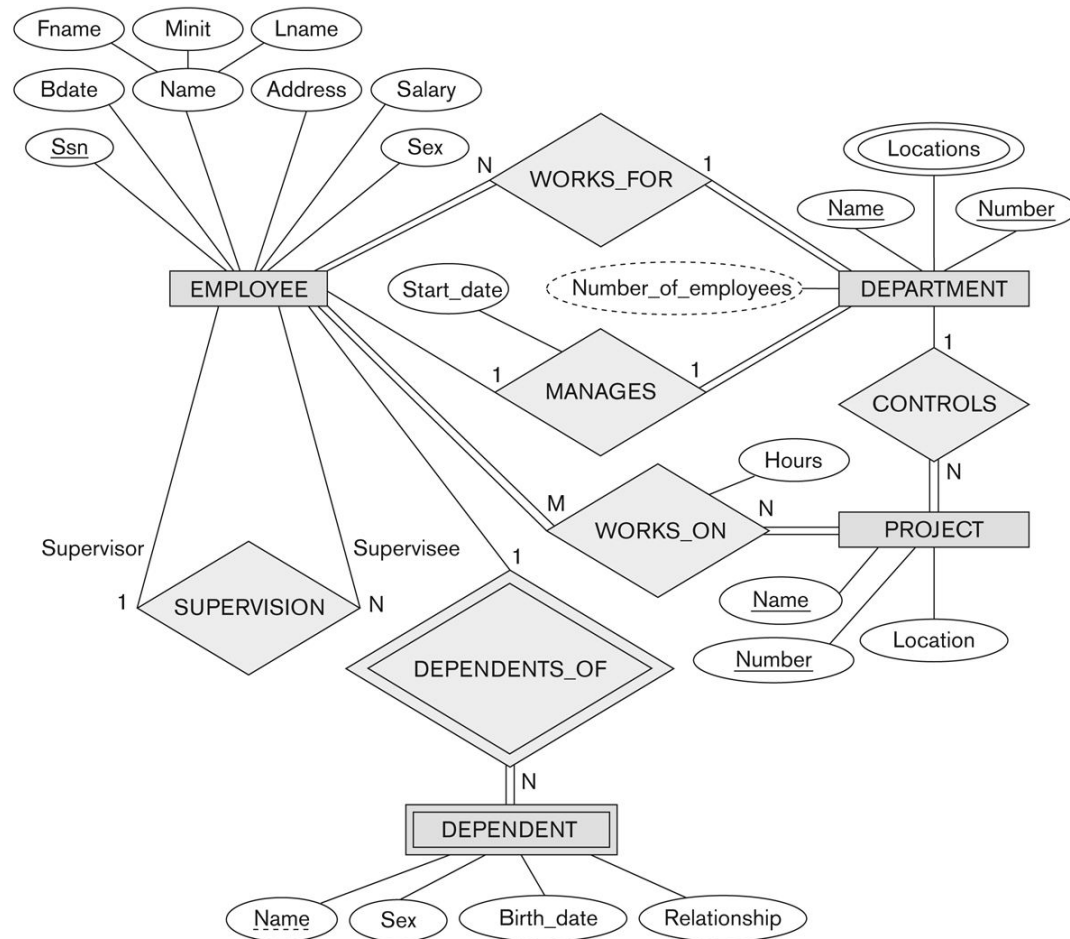 Fname
Minit
Lname
Bdate
Name
Address
Salary
Ssn
Sex
N
WORKS_FOR
1
Locations
Name
Number
EMPLOYEE
Start_date
Number_of_employees
DEPARTMENT
1
MANAGES
1
1
CONTROLS
N
Hours
M
WORKS_ON
N
PROJECT
Supervisor
Supervisee
1
SUPERVISION
N
1
Name
Number
Location
DEPENDENTS_OF
N
DEPENDENT
Name
Sex
Birth_date
Relationship